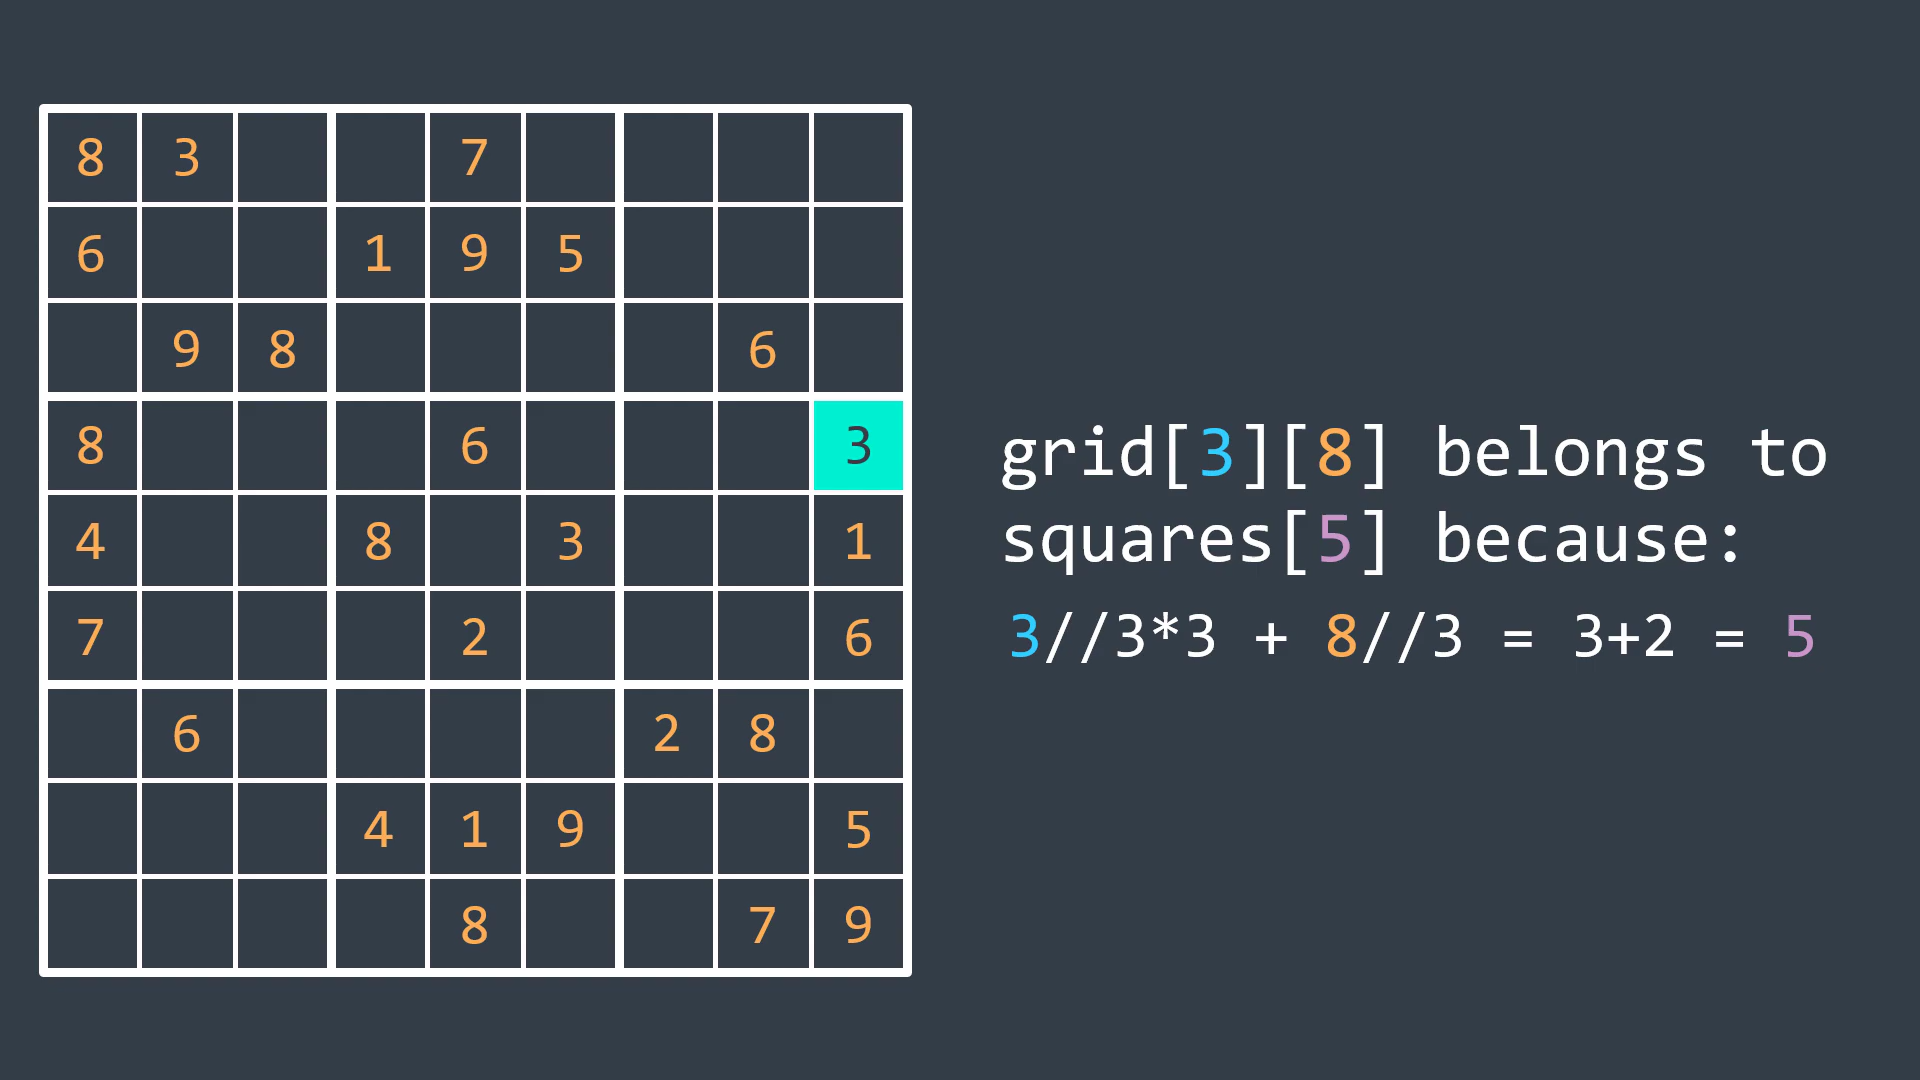 8 3 7
6 1 9 5
9 8 6
8 6 3
4 8 3 1
7 2 6
6 2 8
4 1 9 5
8 7 9
grid[3][8] belongs to
squares[5] because:
3//3*3 + 8//3 = 3+2 = 5